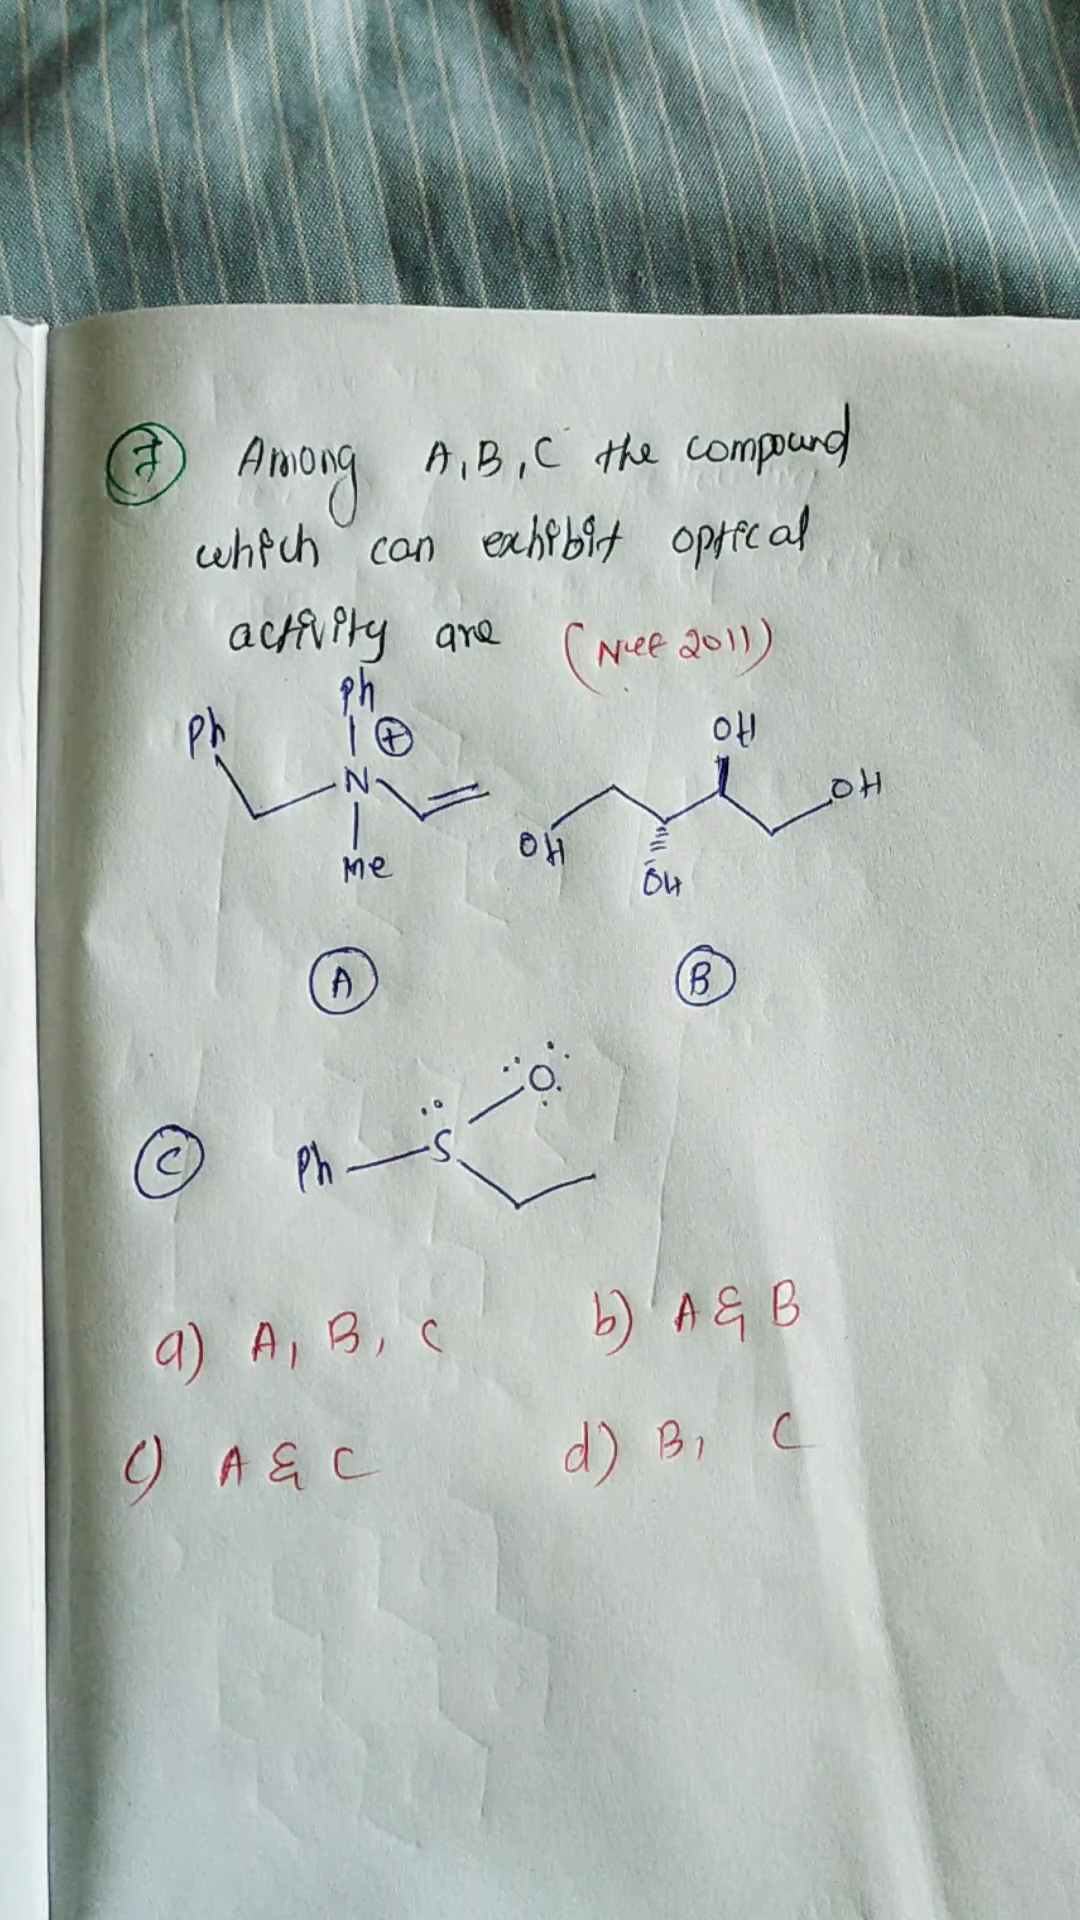 7 Among A, B, C the compound
which can exhibit optical
activity are (Neet 2011)
Ph
Ph
+
N
Me
OH
OH
OH
OH
A
B
C
Ph
S
O
a) A, B, C b) A & B
c) A & C d) B, C